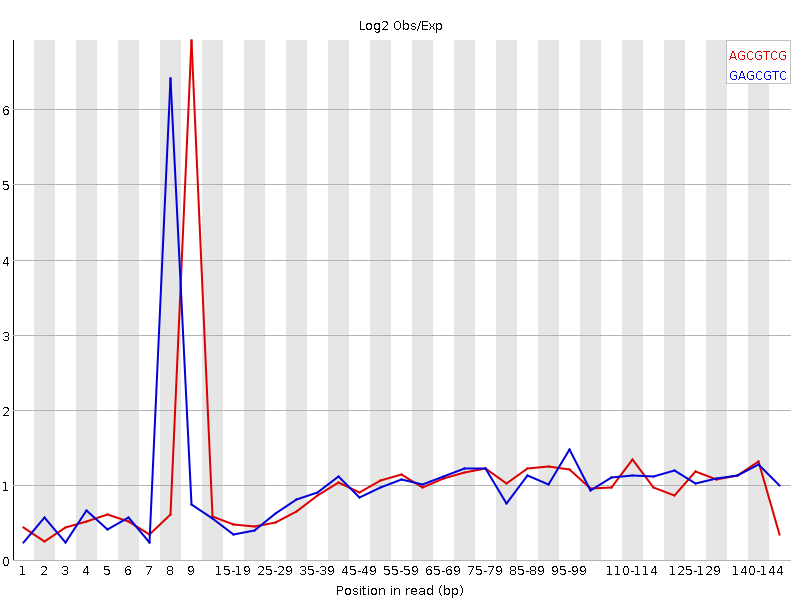 Log2 Obs/Exp
AGCGTCG
GAGCGTC
6
5
4
3
2
1
0
1 2 3 4 5 6 7 8 9 15-19 25-29 35-39 45-49 55-59 65-69 75-79 85-89 95-99 110-114 125-129 140-144
Position in read (bp)